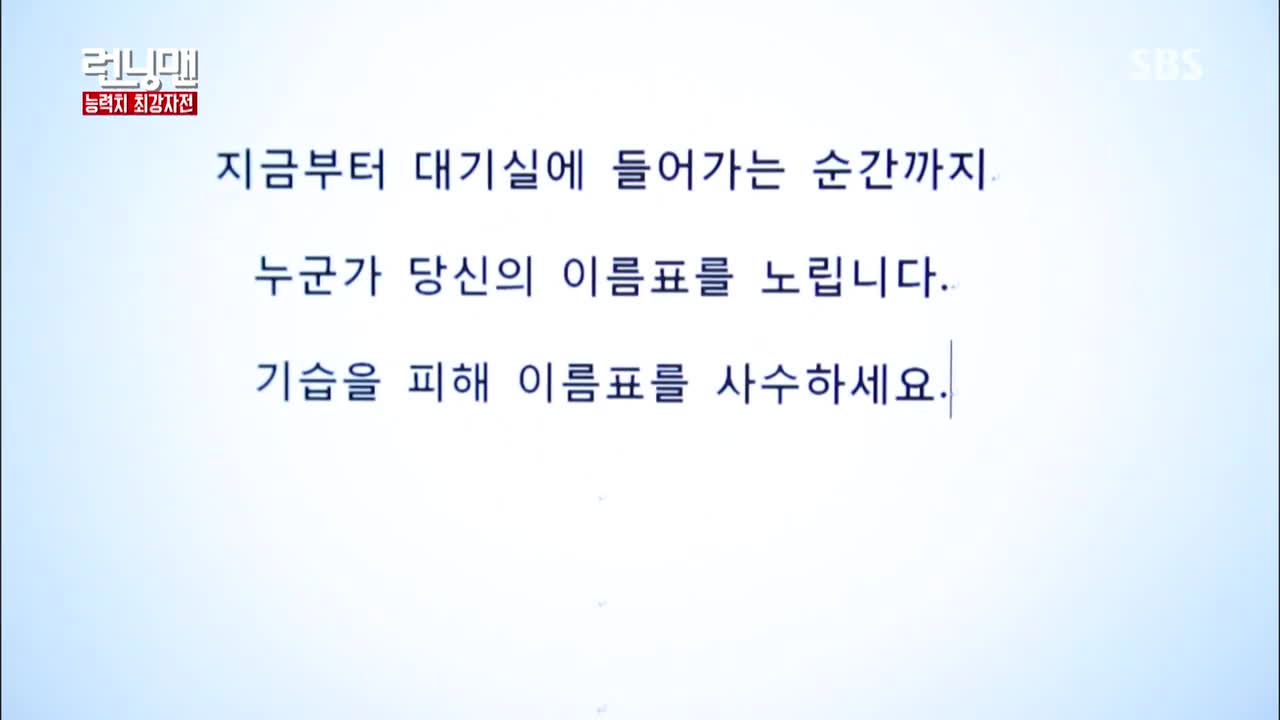 런닝맨
SBS
능력치 최강자전
지금부터 대기실에 들어가는 순간까지
누군가 당신의 이름표를 노립니다.
기습을 피해 이름표를 사수하세요.